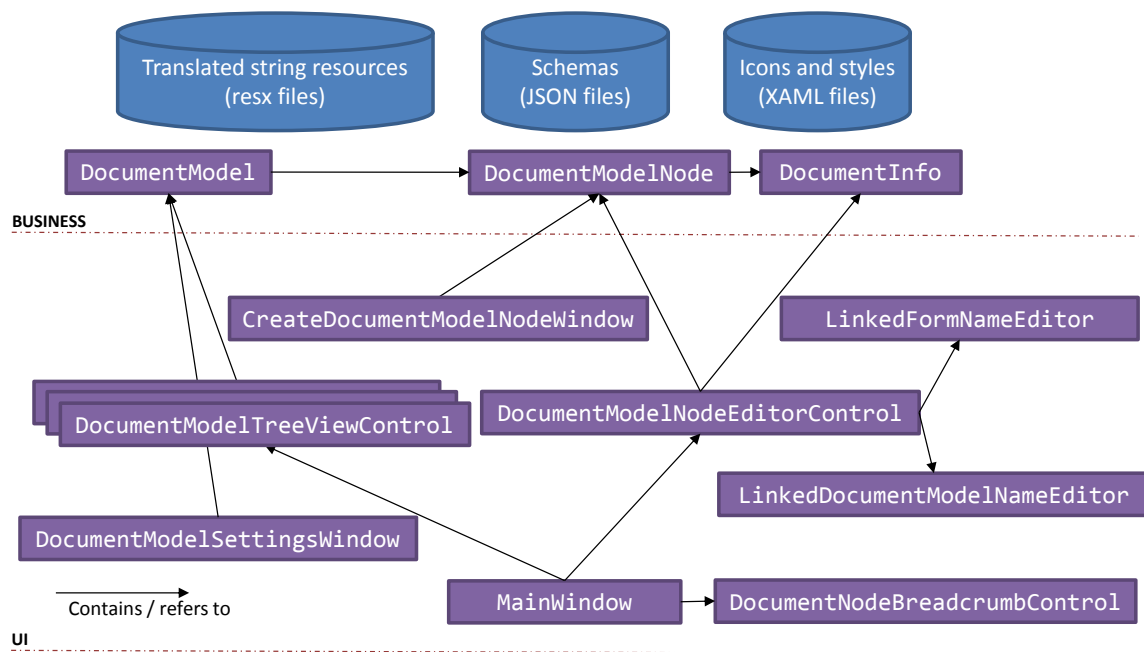 Translated string resources
(resx files)
Schemas
(JSON files)
Icons and styles
(XAML files)
DocumentModel
DocumentModelNode
DocumentInfo
BUSINESS
CreateDocumentModelNodeWindow
LinkedFormNameEditor
DocumentModelTreeViewControl
DocumentModelNodeEditorControl
LinkedDocumentModelNameEditor
DocumentModelSettingsWindow
Contains / refers to
MainWindow
DocumentNodeBreadcrumbControl
UI